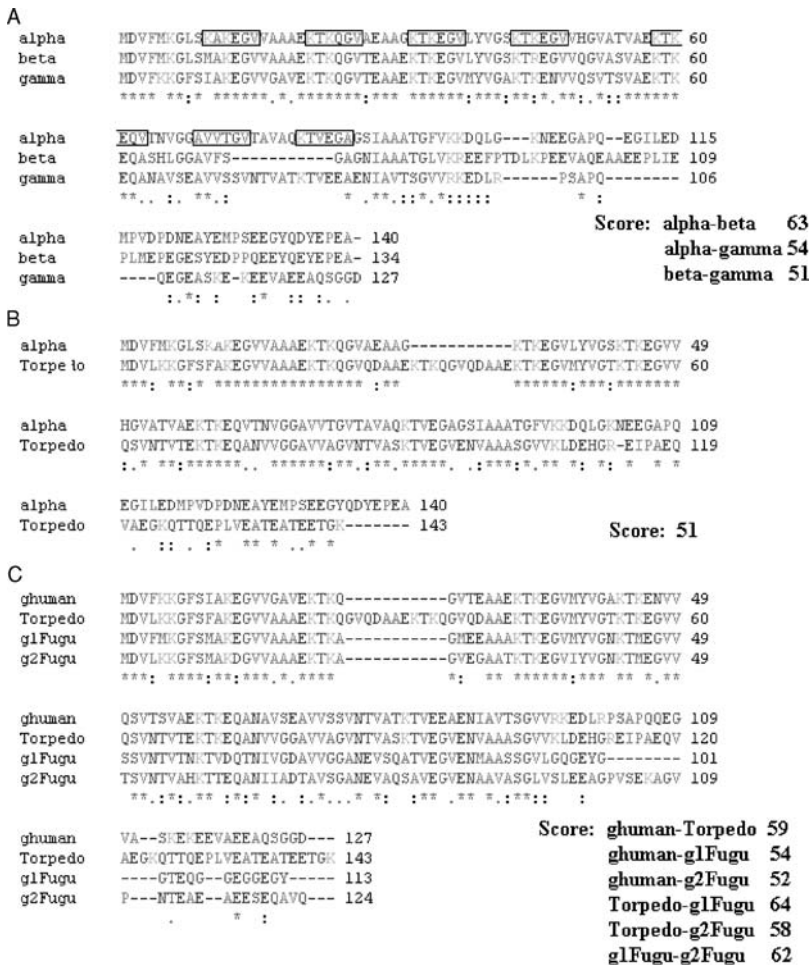 A
alpha MDVFMKGLSKAKEGVVAAAEKTKQGVAEAAGKTKEGVLYVGSKTKEGVVHGVATVAEKTK 60
beta MDVFMKGLSMAKEGVVAAAEKTKQGVTEAAEKTKEGVLYVGSKTREGVVQGVASVAEKTK 60
gamma MDVFKKGFSIAKEGVVGAVEKTKQGVTEAAEKTKEGVMYVGAKTKENVVQSVTSVAEKTK 60
alpha EQVTNVGGAVVTGVTAVAQKTVEGAGSIAAATGFVKKDQLG---KNEEGAPQ--EGILED 115
beta EQASHLGGAVFS-----------GAGNIAAATGLVKREEFPTDLKPEEVAQEAAEEPLIE 109
gamma EQANAVSEAVVSSVNTVATKTVEEAENIAVTSGVVRKEDLR------PSAPQ-------- 106
alpha MPVDPDNEAYEMPSEEGYQDYEPEA- 140
beta PLMEPEGESYEDPPQEEYQEYEPEA- 134
gamma ----QEGEASKE-KEEVAEEAQSGGD 127
Score: alpha-beta 63
alpha-gamma 54
beta-gamma 51
B
alpha MDVFMKGLSKAKEGVVAAAEKTKQGVAEAAG-----------KTKEGVLYVGSKTKEGVV 49
Torpedo MDVLKKGFSFAKEGVVAAAEKTKQGVQDAAEKTKQGVQDAAEKTKEGVMYVGTKTKEGVV 60
alpha HGVATVAEKTKEQVTNVGGAVVTGVTAVAQKTVEGAGSIAAATGFVKKDQLGKNEEGAPQ 109
Torpedo QSVNTVTEKTKEQANVVGGAVVAGVNTVASKTVEGVENVAAASGVVKLDEHGR-EIPAEQ 119
alpha EGILEDMPVDPDNEAYEMPSEEGYQDYEPEA 140
Torpedo VAEGKQTTQEPLVEATEATEETGK------- 143
Score: 51
C
ghuman MDVFKKGFSIAKEGVVGAVEKTKQ-----------GVTEAAEKTKEGVMYVGAKTKENVV 49
Torpedo MDVLKKGFSFAKEGVVAAAEKTKQGVQDAAEKTKQGVQDAAEKTKEGVMYVGTKTKEGVV 60
g1Fugu MDVFMKGFSMAKEGVVAAAEKTKA-----------GMEEAAAKTKEGVMYVGNKTMEGVV 49
g2Fugu MDVLKKGFSMAKDGVVAAAEKTKA-----------GVEGAATKTKEGVIYVGNKTMEGVV 49
ghuman QSVTSVAEKTKEQANAVSEAVVSSVNTVATKTVEEAENIAVTSGVVRKEDLRPSAPQQEG 109
Torpedo QSVNTVTEKTKEQANVVGGAVVAGVNTVASKTVEGVENVAAASGVVKLDEHGREIPAEQV 120
g1Fugu SSVNTVTNKTVDQTNIVGDAVVGGANEVSQATVEGVENMAASSGVLGQGEYG-------- 101
g2Fugu TSVNTVAHKTTEQANIIADTAVSGANEVAQSAVEGVENAAVASGLVSLEEAGPVSEKAGV 109
ghuman VA--SKEKEEVAEEAQSGGD--- 127
Torpedo AEGKQTTQEPLVEATEATEETGK 143
g1Fugu ----GTEQG--GEGGEGY----- 113
g2Fugu P---NTEAE--AEESEQAVQ--- 124
Score: ghuman-Torpedo 59
ghuman-g1Fugu 54
ghuman-g2Fugu 52
Torpedo-g1Fugu 64
Torpedo-g2Fugu 58
g1Fugu-g2Fugu 62